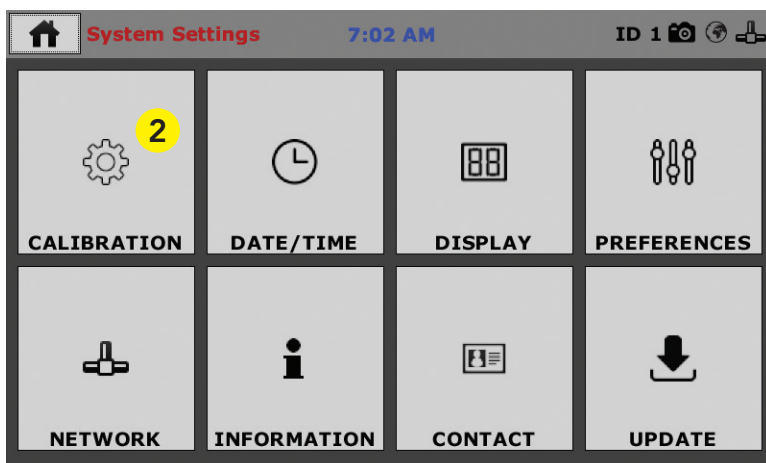 System Settings 7:02 AM ID 1
2
CALIBRATION DATE/TIME DISPLAY PREFERENCES
NETWORK INFORMATION CONTACT UPDATE